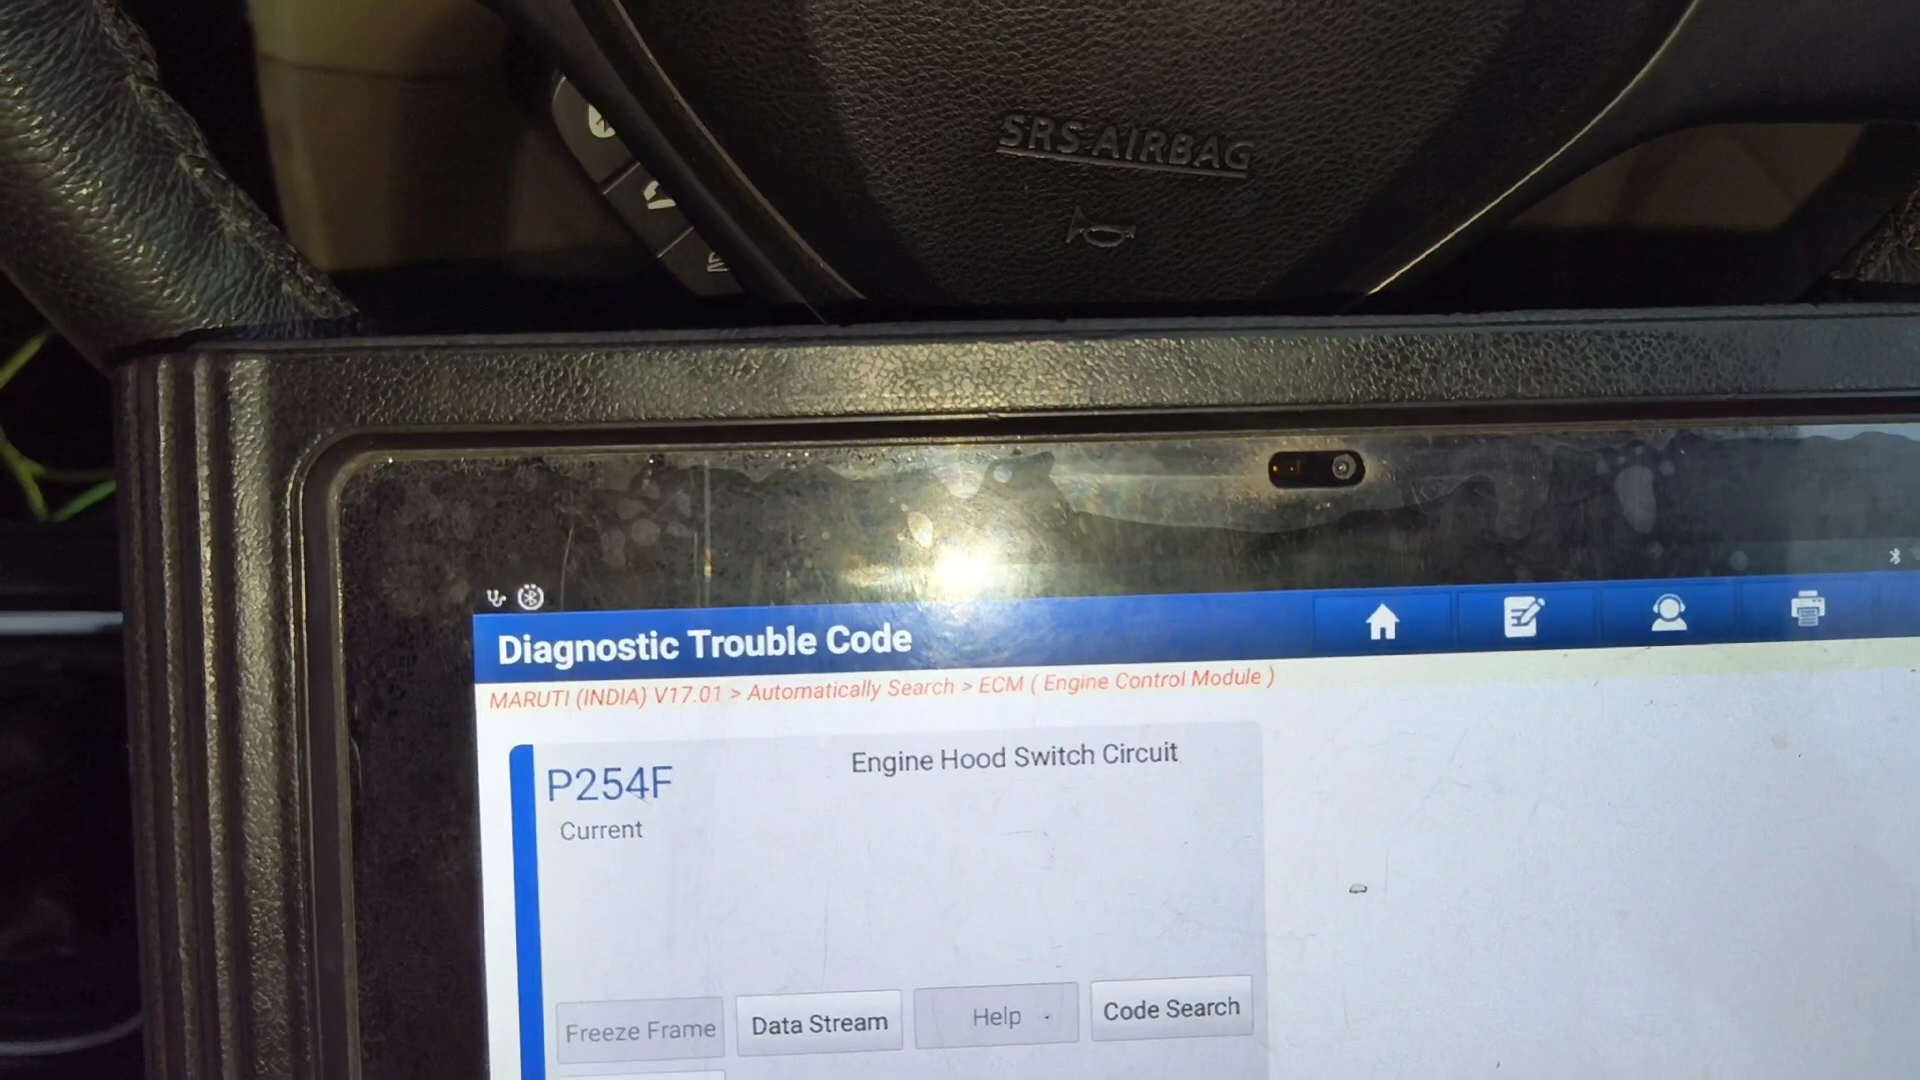 SRS AIRBAG
Diagnostic Trouble Code
MARUTI (INDIA) V17.01 > Automatically Search > ECM ( Engine Control Module )
P254F
Engine Hood Switch Circuit
Current
Freeze Frame
Data Stream
Help
Code Search